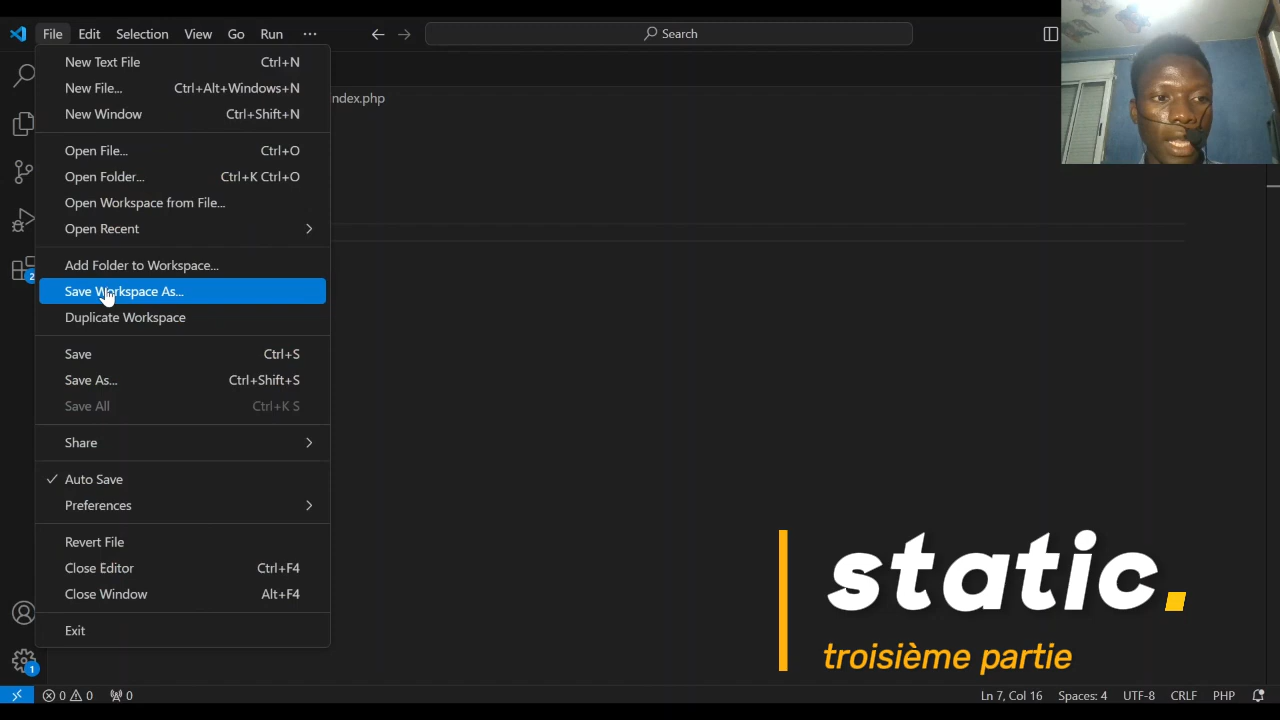 File Edit Selection View Go Run ··· Search
New Text File Ctrl+N
New File... Ctrl+Alt+Windows+N
New Window Ctrl+Shift+N
ndex.php
Open File... Ctrl+O
Open Folder... Ctrl+K Ctrl+O
Open Workspace from File...
Open Recent
Add Folder to Workspace...
Save Workspace As...
Duplicate Workspace
Save Ctrl+S
Save As... Ctrl+Shift+S
Save All Ctrl+K S
Share
Auto Save
Preferences
Revert File
Close Editor Ctrl+F4
Close Window Alt+F4
Exit
2
1
static.
troisième partie
0 0 0 Ln 7, Col 16 Spaces: 4 UTF-8 CRLF PHP